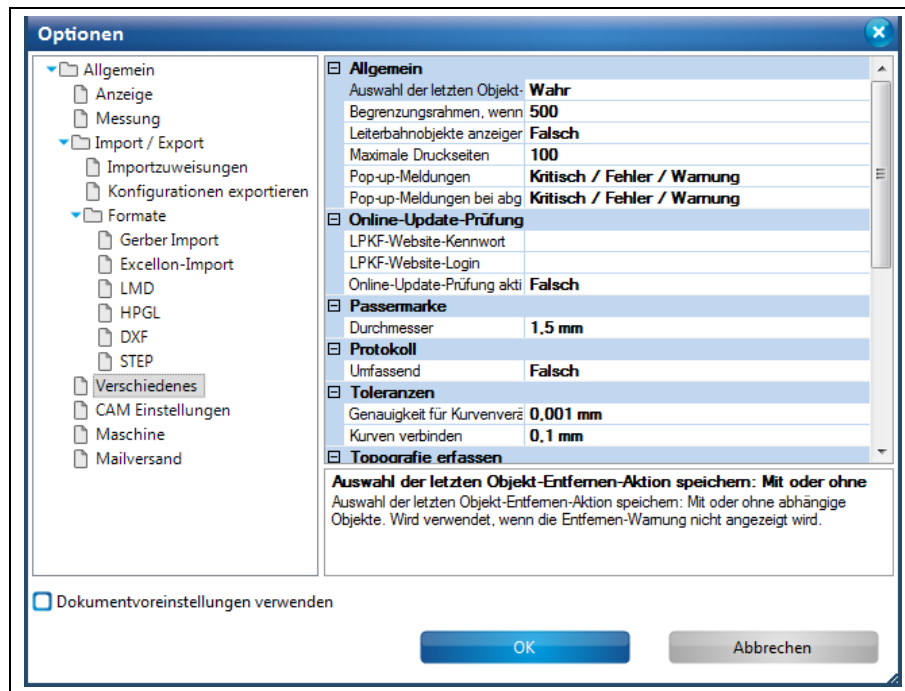 Optionen
Allgemein
Anzeige
Messung
Import / Export
Importzuweisungen
Konfigurationen exportieren
Formate
Gerber Import
Excellon-Import
LMD
HPGL
DXF
STEP
Verschiedenes
CAM Einstellungen
Maschine
Mailversand
Allgemein
Auswahl der letzten Objekt- Wahr
Begrenzungsrahmen, wenn 500
Leiterbahnobjekte anzeiger Falsch
Maximale Druckseiten 100
Pop-up-Meldungen Kritisch / Fehler / Warnung
Pop-up-Meldungen bei abg Kritisch / Fehler / Warnung
Online-Update-Prüfung
LPKF-Website-Kennwort
LPKF-Website-Login
Online-Update-Prüfung akti Falsch
Passermarke
Durchmesser 1,5 mm
Protokoll
Umfassend Falsch
Toleranzen
Genauigkeit für Kurvenverä 0,001 mm
Kurven verbinden 0,1 mm
Topografie erfassen
Auswahl der letzten Objekt-Entfernen-Aktion speichern: Mit oder ohne
Auswahl der letzten Objekt-Entfernen-Aktion speichern: Mit oder ohne abhängige
Objekte. Wird verwendet, wenn die Entfernen-Warnung nicht angezeigt wird.
Dokumentvoreinstellungen verwenden
OK
Abbrechen